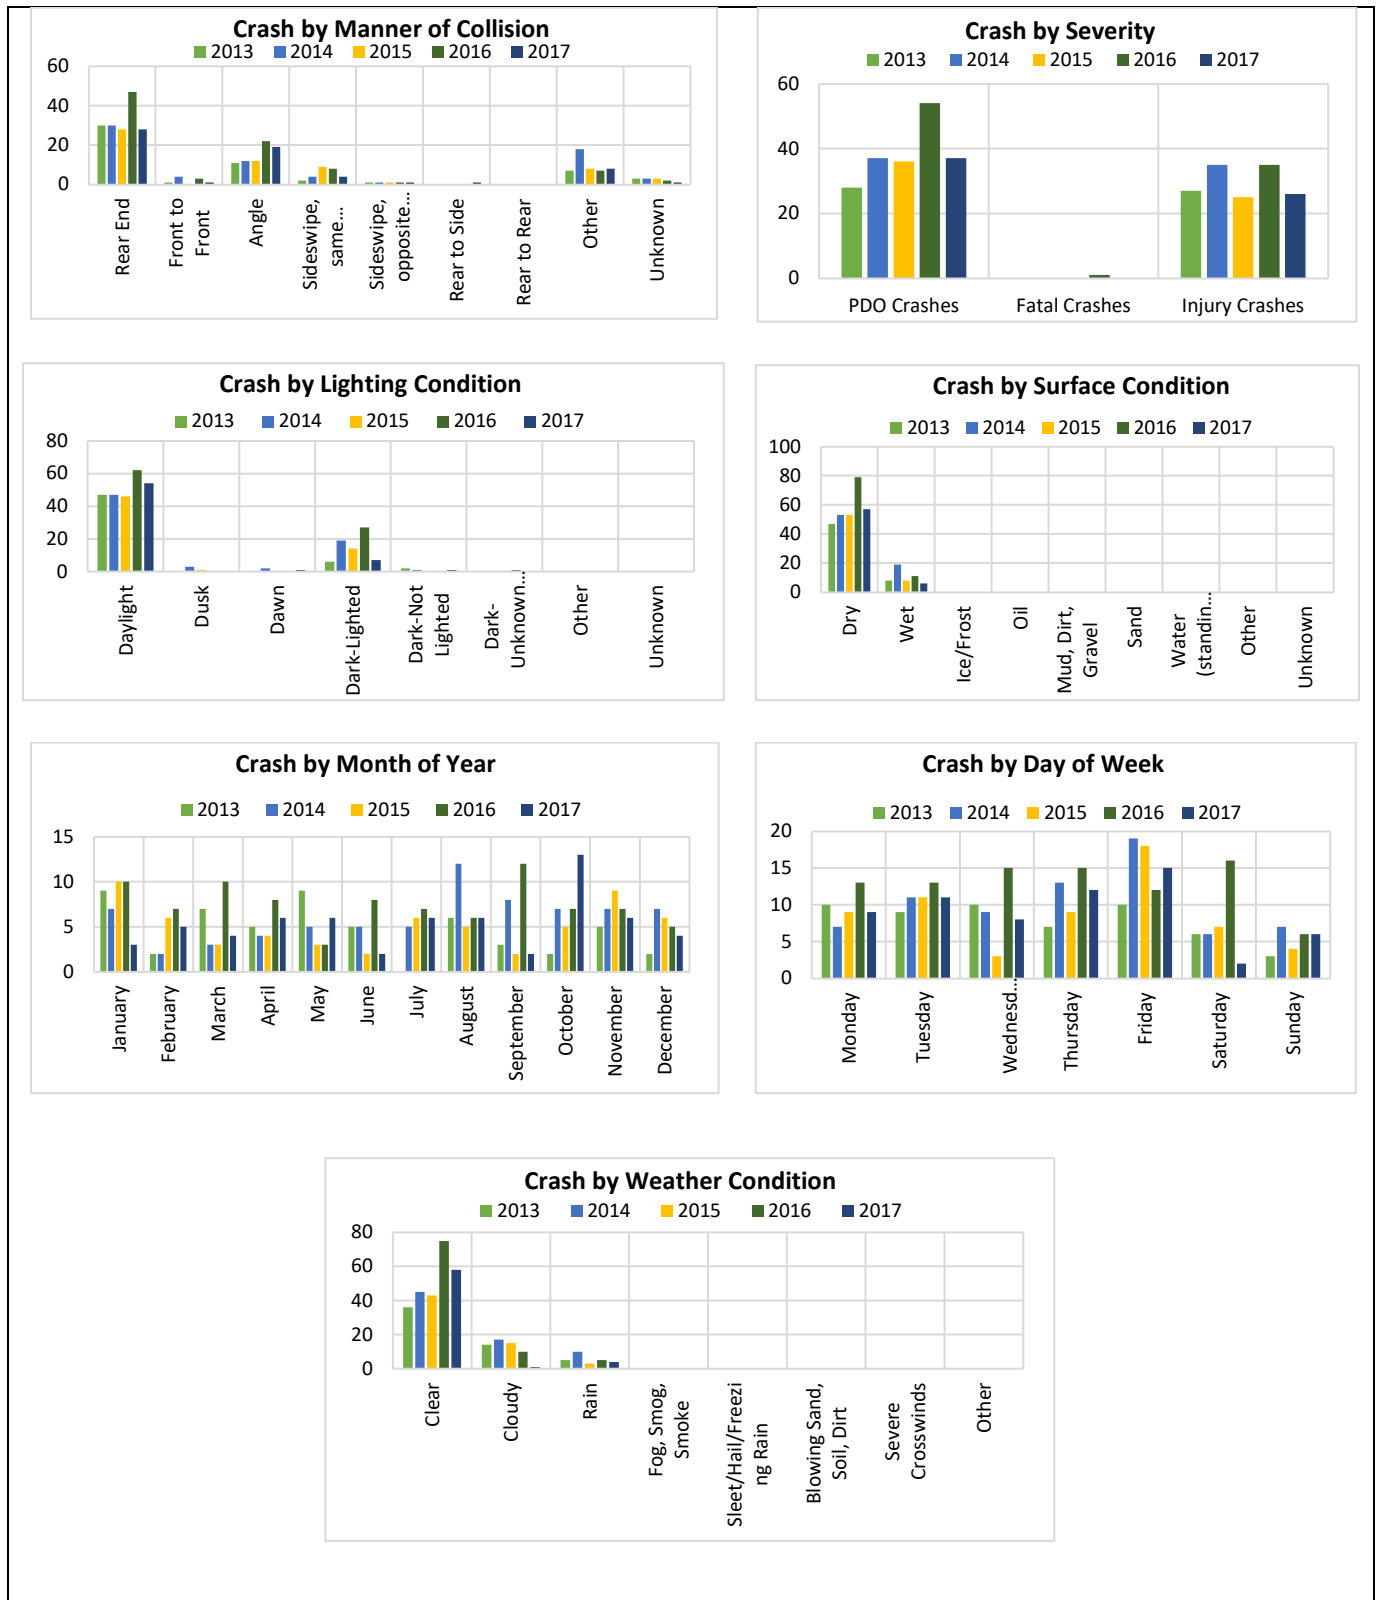 Crash by Manner of Collision
2013 2014 2015 2016 2017
60
40
20
0
Rear End
Front to
Front
Angle
Sideswipe,
same...
Sideswipe,
opposite...
Rear to Side
Rear to Rear
Other
Unknown
Crash by Severity
2013 2014 2015 2016 2017
60
40
20
0
PDO Crashes Fatal Crashes Injury Crashes
Crash by Lighting Condition
2013 2014 2015 2016 2017
80
60
40
20
0
Daylight
Dusk
Dawn
Dark-Lighted
Dark-Not
Lighted
Dark-
Unknown...
Other
Unknown
Crash by Surface Condition
2013 2014 2015 2016 2017
100
80
60
40
20
0
Dry
Wet
Ice/Frost
Oil
Mud, Dirt,
Gravel
Sand
Water
(standin...
Other
Unknown
Crash by Month of Year
2013 2014 2015 2016 2017
15
10
5
0
January
February
March
April
May
June
July
August
September
October
November
December
Crash by Day of Week
2013 2014 2015 2016 2017
20
15
10
5
0
Monday
Tuesday
Wednesd...
Thursday
Friday
Saturday
Sunday
Crash by Weather Condition
2013 2014 2015 2016 2017
80
60
40
20
0
Clear
Cloudy
Rain
Fog, Smog,
Smoke
Sleet/Hail/Freezi
ng Rain
Blowing Sand,
Soil, Dirt
Severe
Crosswinds
Other